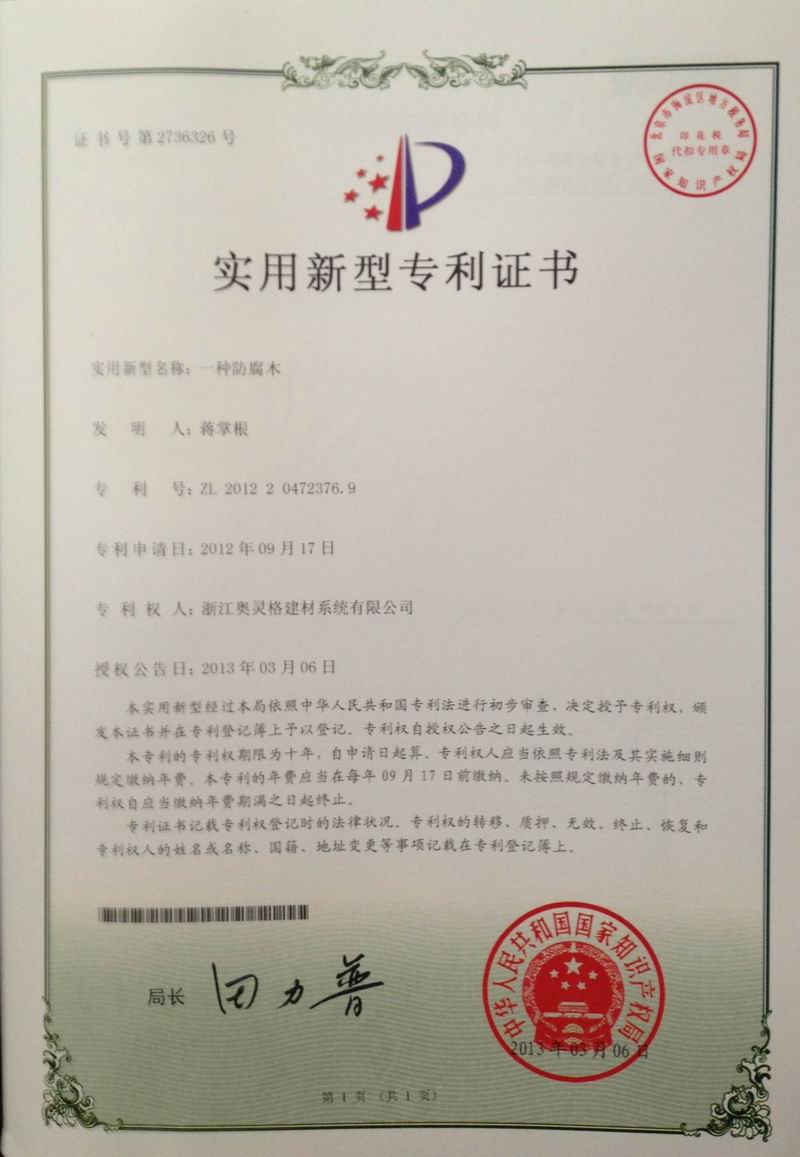 证书号第2736326号
北京市海淀区地方税务局
印花税
代扣专用章
国家知识产权局
实用新型专利证书
实用新型名称：一种防腐木
发明人：蒋掌根
专利号：ZL 2012 2 0472376.9
专利申请日：2012年09月17日
专利权人：浙江奥灵格建材系统有限公司
授权公告日：2013年03月06日
本实用新型经过本局依照中华人民共和国专利法进行初步审查，决定授予专利权，颁
发本证书并在专利登记簿上予以登记。专利权自授权公告之日起生效。
本专利的专利权期限为十年，自申请日起算。专利权人应当依照专利法及其实施细则
规定缴纳年费。本专利的年费应当在每年09月17日前缴纳。未按照规定缴纳年费的，专
利权自应当缴纳年费期满之日起终止。
专利证书记载专利权登记时的法律状况。专利权的转移、质押、无效、终止、恢复和
专利权人的姓名或名称、国籍、地址变更等事项记载在专利登记簿上。
局长 田力普
中华人民共和国国家知识产权局
2013年03月06日
第1页（共1页）